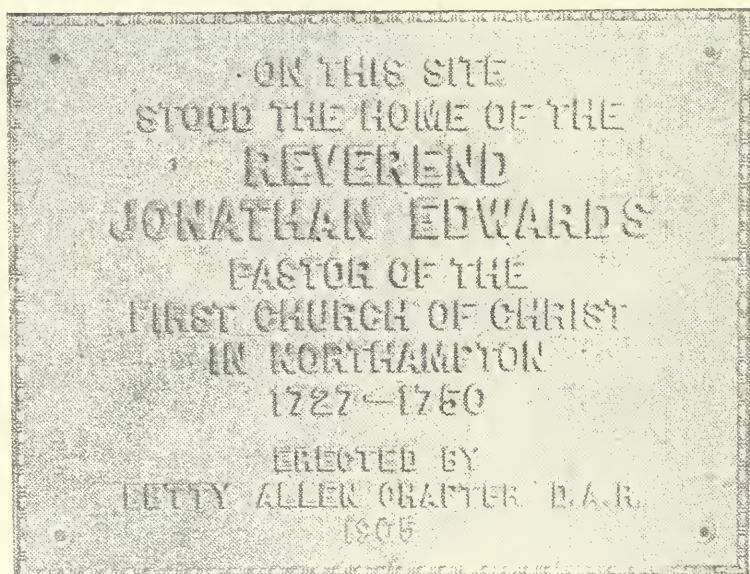 ON THIS SITE
STOOD THE HOME OF THE
REVEREND
JONATHAN EDWARDS
PASTOR OF THE
FIRST CHURCH OF CHRIST
IN NORTHAMPTON
1727-1750
ERECTED BY
BETTY ALLEN CHAPTER D.A.R.
1905